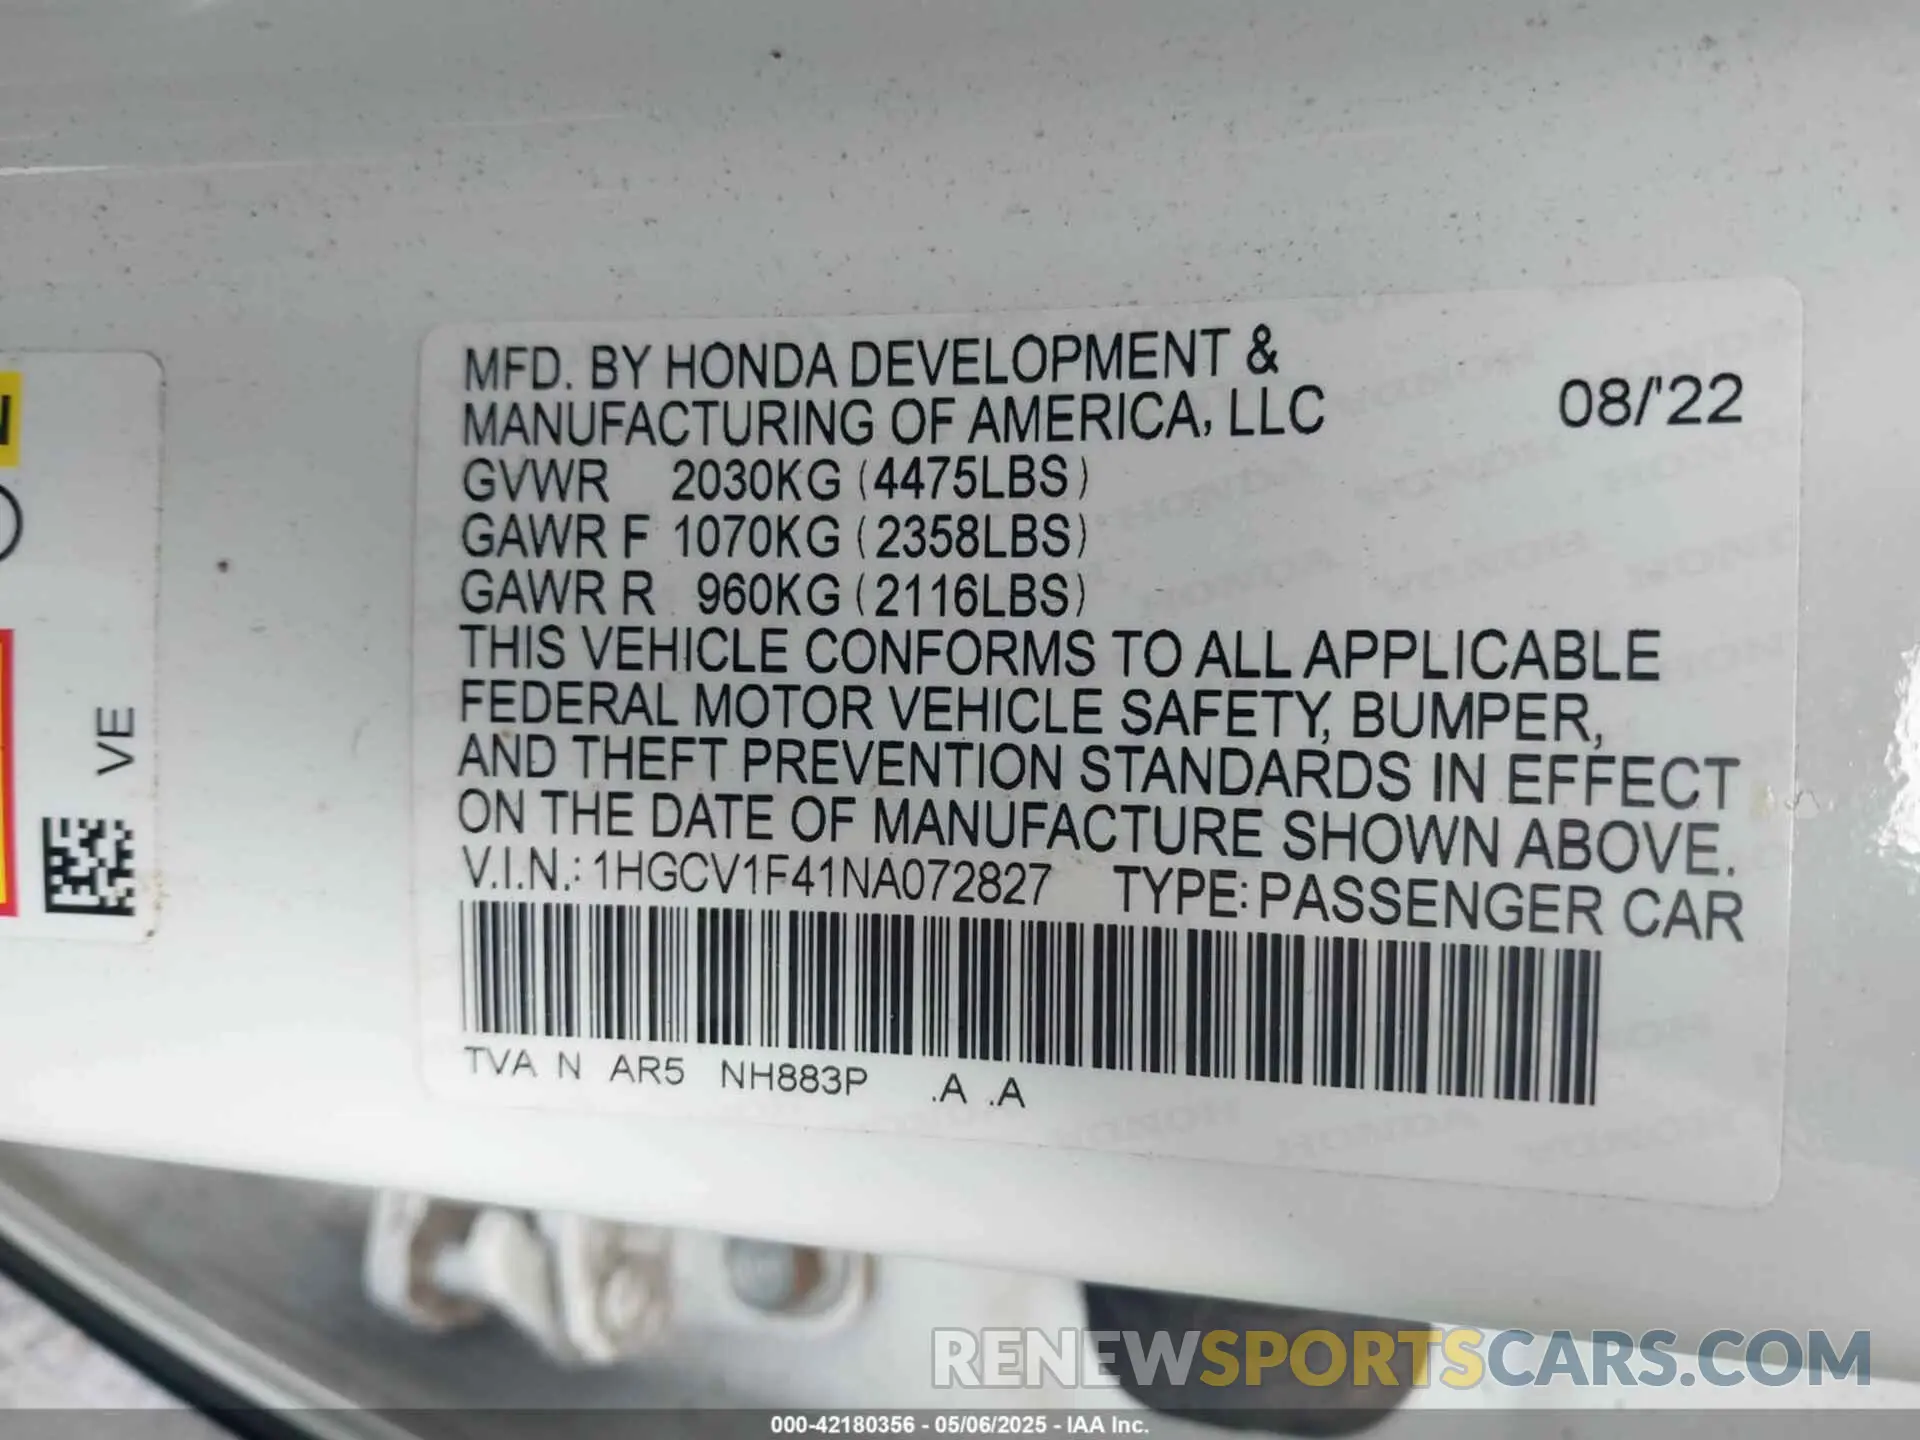 MFD. BY HONDA DEVELOPMENT &
MANUFACTURING OF AMERICA, LLC 08/'22
GVWR 2030KG (4475LBS)
GAWR F 1070KG (2358LBS)
GAWR R 960KG (2116LBS)
THIS VEHICLE CONFORMS TO ALL APPLICABLE
FEDERAL MOTOR VEHICLE SAFETY, BUMPER,
AND THEFT PREVENTION STANDARDS IN EFFECT
ON THE DATE OF MANUFACTURE SHOWN ABOVE.
V.I.N.: 1HGCV1F41NA072827 TYPE: PASSENGER CAR
TVA N AR5 NH883P .A .A
VE
RENEWSPORTSCARS.COM
000-42180356 - 05/06/2025 - IAA Inc.